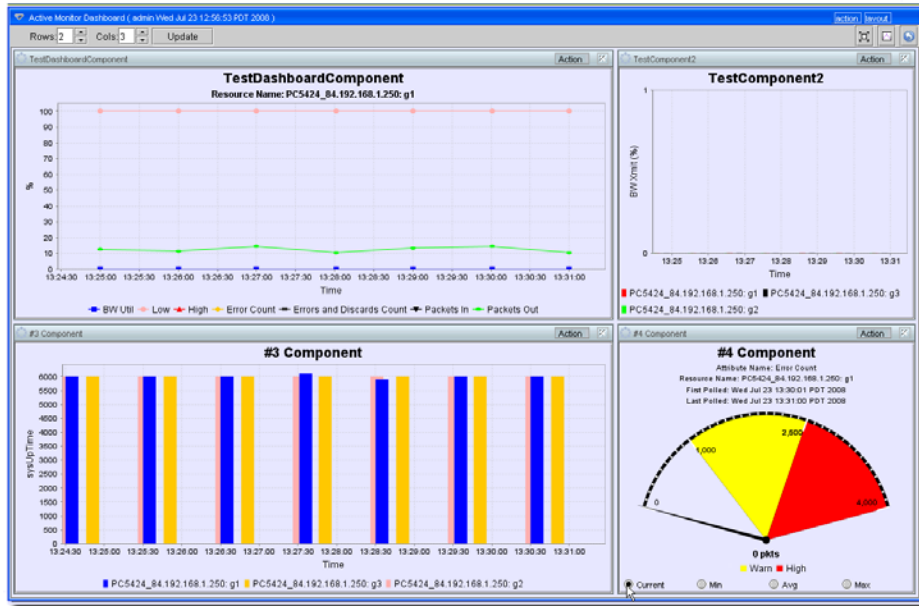 Active Monitor Dashboard ( admin Wed Jul 23 12:56:53 PDT 2008 )
action layout
Rows: 2 Cols: 3 Update
TestDashboardComponent Action
TestDashboardComponent
Resource Name: PC5424_84.192.168.1.250: g1
%
100
90
80
70
60
50
40
30
20
10
0
13:24:30 13:25:00 13:25:30 13:26:00 13:26:30 13:27:00 13:27:30 13:28:00 13:28:30 13:29:00 13:29:30 13:30:00 13:30:30 13:31:00
Time
BW Util Low High Error Count Errors and Discards Count Packets In Packets Out
TestComponent2 Action
TestComponent2
BW Xmit (%)
1
0
13:25 13:26 13:27 13:28 13:29 13:30 13:31
Time
PC5424_84.192.168.1.250: g1 PC5424_84.192.168.1.250: g3
PC5424_84.192.168.1.250: g2
#3 Component Action
#3 Component
sysUpTime
6000
5500
5000
4500
4000
3500
3000
2500
2000
1500
1000
500
0
13:24:30 13:25:00 13:25:30 13:26:00 13:26:30 13:27:00 13:27:30 13:28:00 13:28:30 13:29:00 13:29:30 13:30:00 13:30:30 13:31:00
Time
PC5424_84.192.168.1.250: g1 PC5424_84.192.168.1.250: g3 PC5424_84.192.168.1.250: g2
#4 Component Action
#4 Component
Attribute Name: Error Count
Resource Name: PC5424_84.192.168.1.250: g1
First Polled: Wed Jul 23 13:30:01 PDT 2008
Last Polled: Wed Jul 23 13:31:00 PDT 2008
0
1,000
2,500
4,000
0 pkts
Warn High
Current Min Avg Max